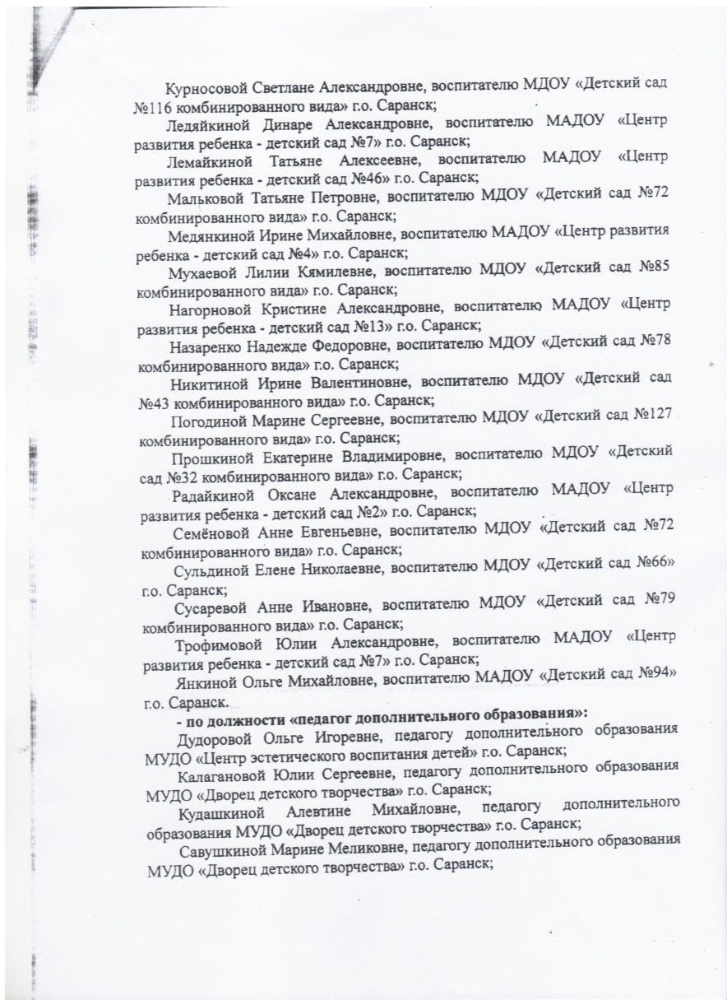 Курносовой Светлане Александровне, воспитателю МДОУ «Детский сад
№116 комбинированного вида» г.о. Саранск;
Ледяйкиной Динаре Александровне, воспитателю МАДОУ «Центр
развития ребенка - детский сад №7» г.о. Саранск;
Лемайкиной Татьяне Алексеевне, воспитателю МАДОУ «Центр
развития ребенка - детский сад №46» г.о. Саранск;
Мальковой Татьяне Петровне, воспитателю МДОУ «Детский сад №72
комбинированного вида» г.о. Саранск;
Медянкиной Ирине Михайловне, воспитателю МАДОУ «Центр развития
ребенка - детский сад №4» г.о. Саранск;
Мухаевой Лилии Кямилевне, воспитателю МДОУ «Детский сад №85
комбинированного вида» г.о. Саранск;
Нагорновой Кристине Александровне, воспитателю МАДОУ «Центр
развития ребенка - детский сад №13» г.о. Саранск;
Назаренко Надежде Федоровне, воспитателю МДОУ «Детский сад №78
комбинированного вида» г.о. Саранск;
Никитиной Ирине Валентиновне, воспитателю МДОУ «Детский сад
№43 комбинированного вида» г.о. Саранск;
Погодиной Марине Сергеевне, воспитателю МДОУ «Детский сад №127
комбинированного вида» г.о. Саранск;
Прошкиной Екатерине Владимировне, воспитателю МДОУ «Детский
сад №32 комбинированного вида» г.о. Саранск;
Радайкиной Оксане Александровне, воспитателю МАДОУ «Центр
развития ребенка - детский сад №2» г.о. Саранск;
Семёновой Анне Евгеньевне, воспитателю МДОУ «Детский сад №72
комбинированного вида» г.о. Саранск;
Сульдиной Елене Николаевне, воспитателю МДОУ «Детский сад №66»
г.о. Саранск;
Сусаревой Анне Ивановне, воспитателю МДОУ «Детский сад №79
комбинированного вида» г.о. Саранск;
Трофимовой Юлии Александровне, воспитателю МАДОУ «Центр
развития ребенка - детский сад №7» г.о. Саранск;
Янкиной Ольге Михайловне, воспитателю МАДОУ «Детский сад №94»
г.о. Саранск.
- по должности «педагог дополнительного образования»:
Дудоровой Ольге Игоревне, педагогу дополнительного образования
МУДО «Центр эстетического воспитания детей» г.о. Саранск;
Калагановой Юлии Сергеевне, педагогу дополнительного образования
МУДО «Дворец детского творчества» г.о. Саранск;
Кудашкиной Алевтине Михайловне, педагогу дополнительного
образования МУДО «Дворец детского творчества» г.о. Саранск;
Савушкиной Марине Меликовне, педагогу дополнительного образования
МУДО «Дворец детского творчества» г.о. Саранск;